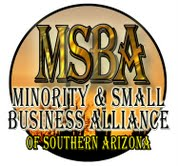 MSBA
MINORITY & SMALL
BUSINESS ALLIANCE
OF SOUTHERN ARIZONA